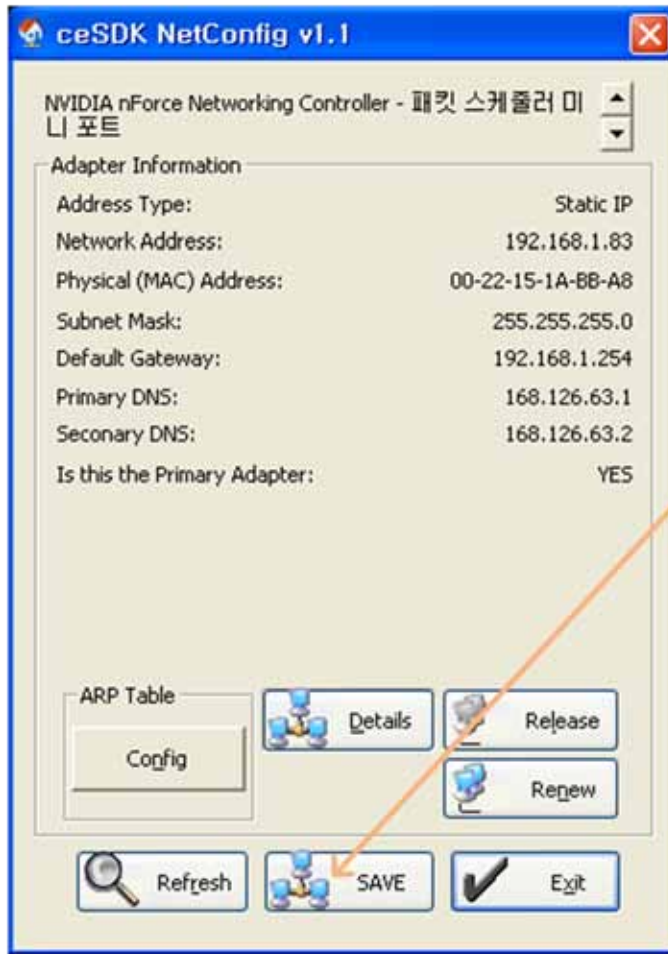 ceSDK NetConfig v1.1
NVIDIA nForce Networking Controller - 패킷 스케줄러 미
니 포트
Adapter Information
Address Type: Static IP
Network Address: 192.168.1.83
Physical (MAC) Address: 00-22-15-1A-BB-A8
Subnet Mask: 255.255.255.0
Default Gateway: 192.168.1.254
Primary DNS: 168.126.63.1
Seconary DNS: 168.126.63.2
Is this the Primary Adapter: YES
ARP Table
Config
Details
Release
Renew
Refresh
SAVE
Exit